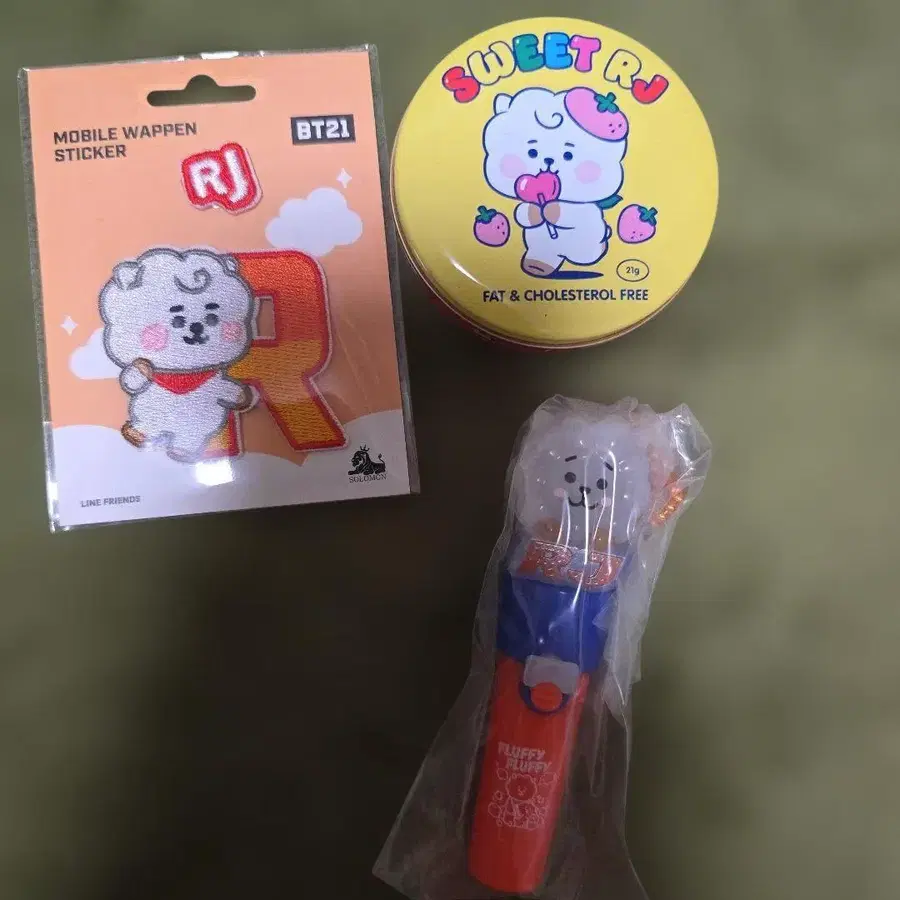 MOBILE WAPPEN
STICKER
BT21
RJ
R
SOLOMON
LINE FRIENDS
SWEET RJ
21g
FAT & CHOLESTEROL FREE
RJ
FLUFFY
FLUFFY